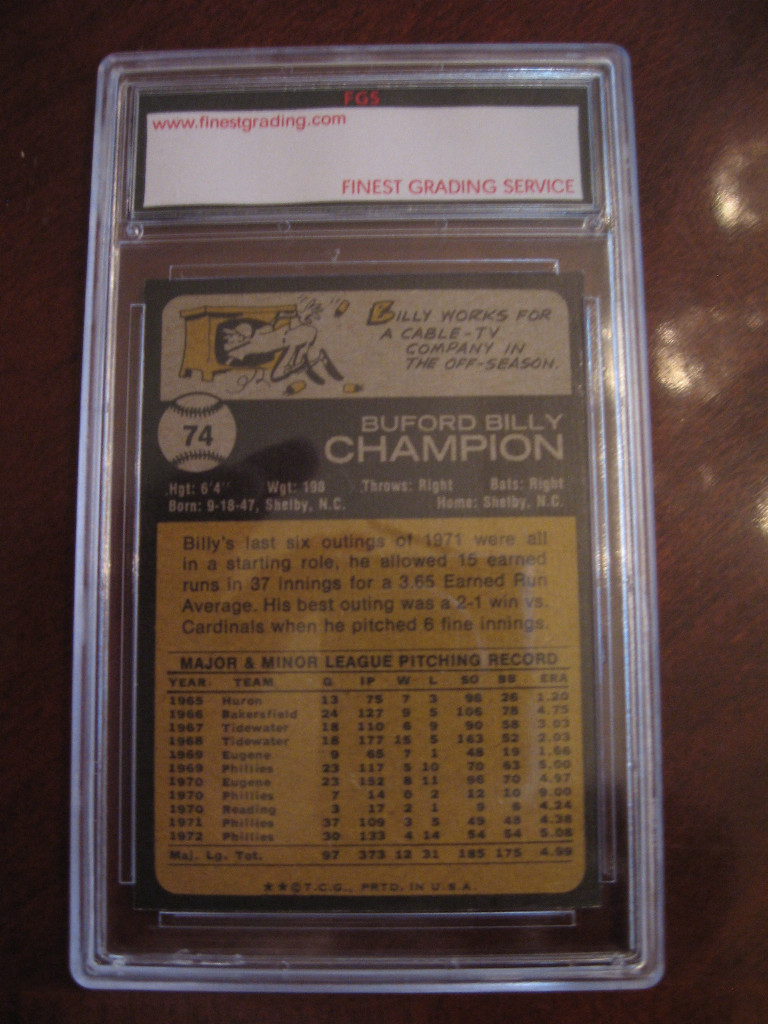 FGS
www.finestgrading.com
FINEST GRADING SERVICE
BILLY WORKS FOR
A CABLE-TV
COMPANY IN
THE OFF-SEASON.
74
BUFORD BILLY
CHAMPION
Hgt: 6'4" Wgt: 198 Throws: Right Bats: Right
Born: 9-18-47, Shelby, N.C. Home: Shelby, N.C.
Billy's last six outings of 1971 were all
in a starting role, he allowed 15 earned
runs in 37 innings for a 3.65 Earned Run
Average. His best outing was a 2-1 win vs.
Cardinals when he pitched 6 fine innings.
MAJOR & MINOR LEAGUE PITCHING RECORD
YEAR TEAM G IP W L SO BB ERA
1965 Huron 13 75 7 3 96 26 1.20
1966 Bakersfield 24 127 9 5 106 78 4.75
1967 Tidewater 18 110 6 9 90 58 3.03
1968 Tidewater 18 177 16 5 163 52 2.03
1969 Eugene 9 65 7 1 48 19 1.66
1969 Phillies 23 117 5 10 70 63 5.00
1970 Eugene 23 152 8 11 96 70 4.97
1970 Phillies 7 14 0 2 12 10 9.00
1970 Reading 3 17 2 1 9 6 4.24
1971 Phillies 37 109 3 5 49 48 4.38
1972 Phillies 30 133 4 14 54 54 5.08
Maj. Lg. Tot. 97 373 12 31 185 175 4.99
★★©T.C.G., PRTD. IN U.S.A.